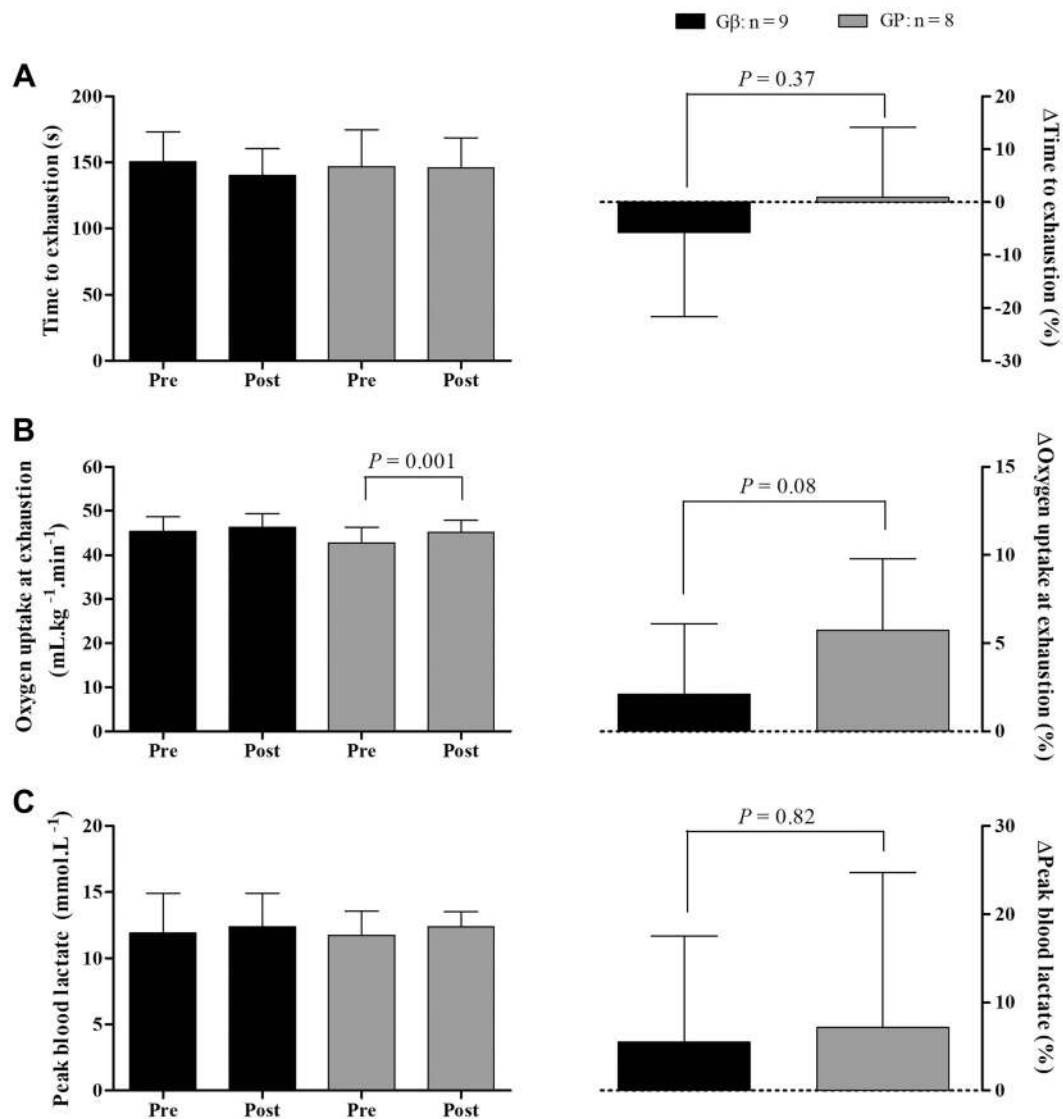 Gβ: n = 9 GP: n = 8
A
Time to exhaustion (s)
200
150
100
50
0
Pre Post Pre Post
P = 0.37
20
10
0
-10
-20
-30
ΔTime to exhaustion (%)
B
Oxygen uptake at exhaustion
(mL.kg⁻¹.min⁻¹)
60
50
40
30
20
10
0
P = 0.001
Pre Post Pre Post
P = 0.08
15
10
5
0
ΔOxygen uptake at exhaustion (%)
C
Peak blood lactate (mmol.L⁻¹)
20
15
10
5
0
Pre Post Pre Post
P = 0.82
30
20
10
0
ΔPeak blood lactate
(%)